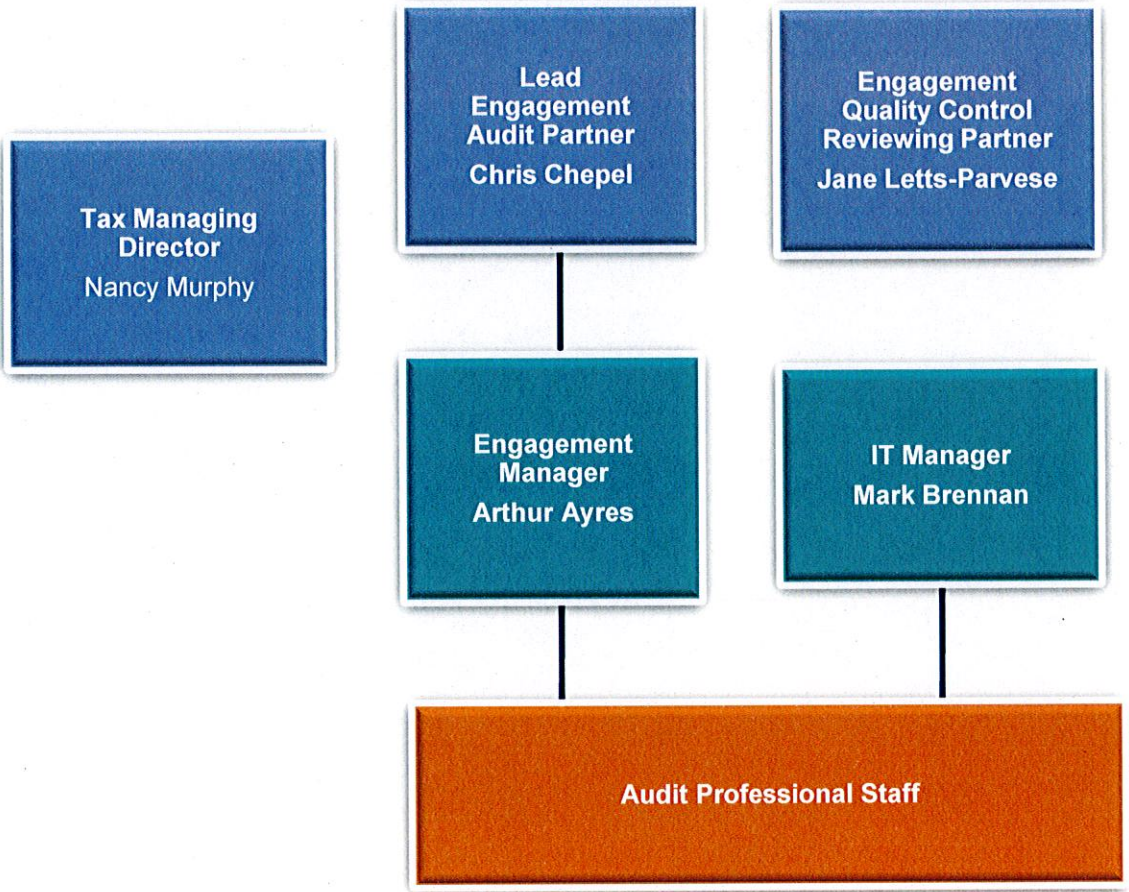 Lead
Engagement
Audit Partner
Chris Chepel
Engagement
Quality Control
Reviewing Partner
Jane Letts-Parvese
Tax Managing
Director
Nancy Murphy
Engagement
Manager
Arthur Ayres
IT Manager
Mark Brennan
Audit Professional Staff